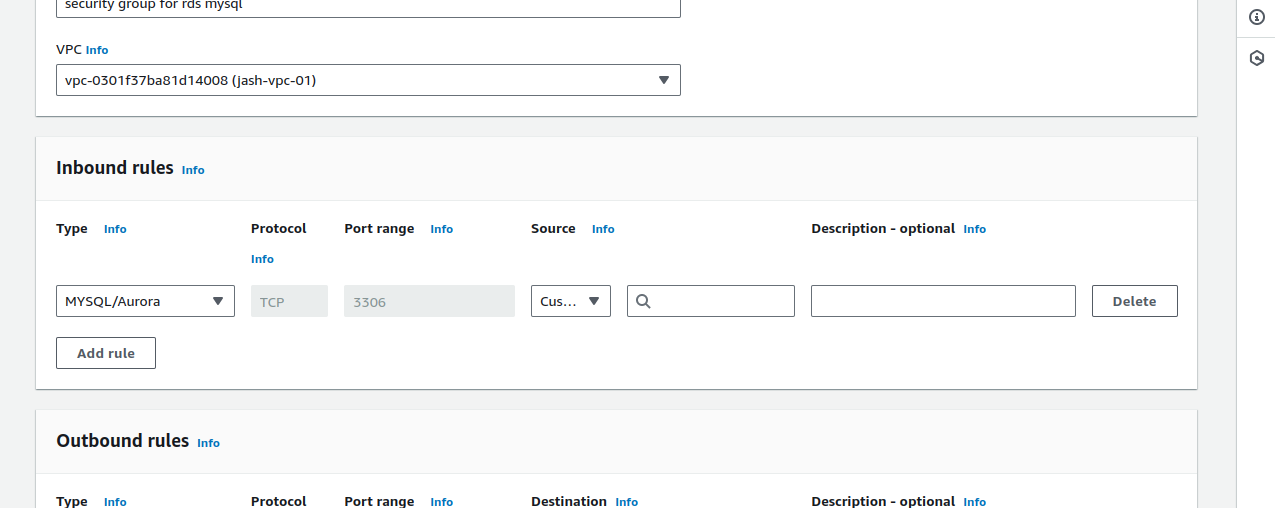 security group for rds mysql
VPC Info
vpc-0301f37ba81d14008 (jash-vpc-01)
Inbound rules Info
Type Info Protocol Port range Info Source Info Description - optional Info
Info
MYSQL/Aurora TCP 3306 Cus... Delete
Add rule
Outbound rules Info
Type Info Protocol Port range Info Destination Info Description - optional Info